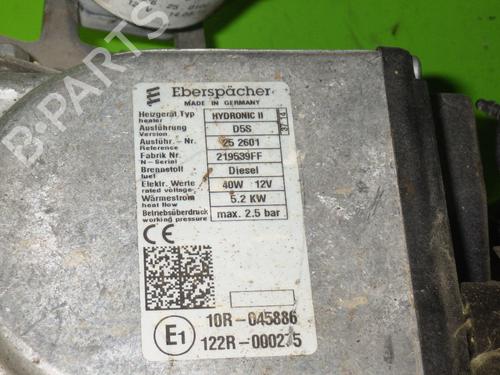 12 V 25
Eberspächer
MADE IN GERMANY
Heizgerät.Typ HYDRONIC II
heater
Ausführung D5S
Version
Ausführ.-Nr. 25 2601
Reference
Fabrik Nr. 219539FF
N-Serial
Brennstoff Diesel
fuel
Elektr. Werte 40W 12V
rated voltage
Wärmestrom 5.2 KW
heat flow
Betriebsüberdruck max. 2.5 bar
working pressure
CE
E1
10R-045886
122R-000275
B-PARTS